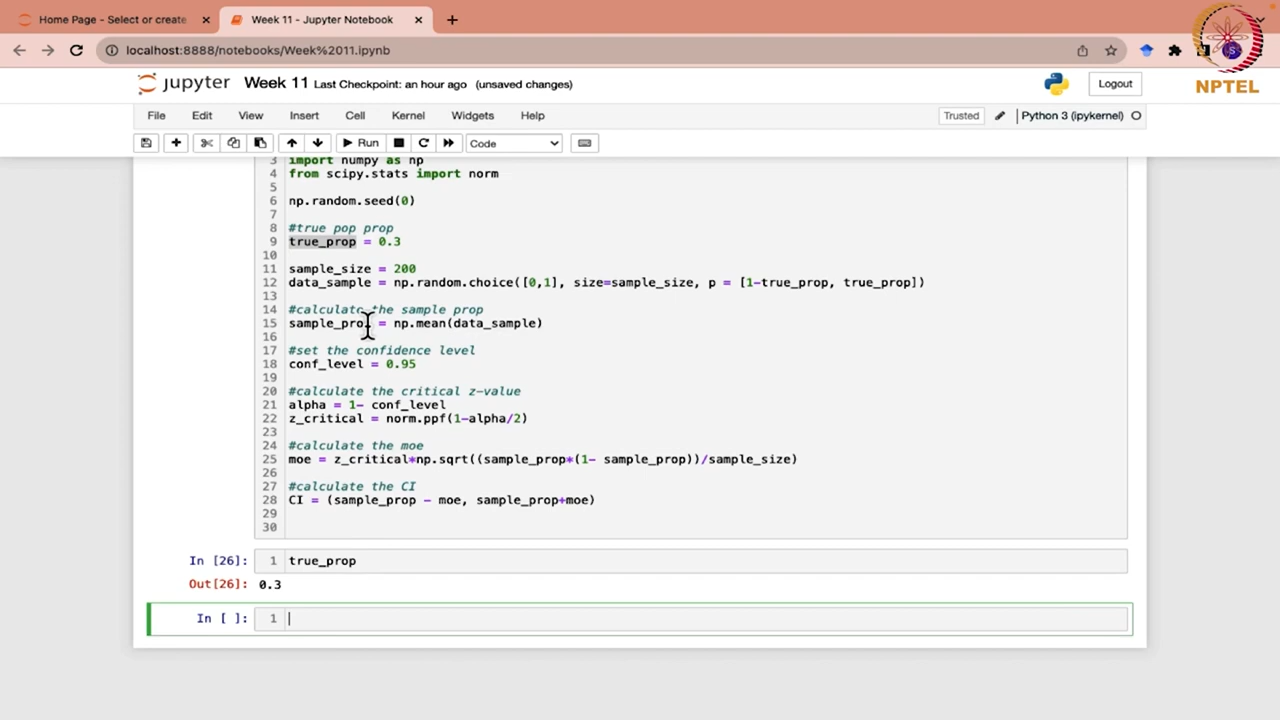 Home Page - Select or create
Week 11 - Jupyter Notebook
localhost:8888/notebooks/Week%2011.ipynb
NPTEL
jupyter Week 11 Last Checkpoint: an hour ago (unsaved changes)
Logout
File Edit View Insert Cell Kernel Widgets Help
Trusted
Python 3 (ipykernel)
Run
Code
3 import numpy as np
4 from scipy.stats import norm
5
6 np.random.seed(0)
7
8 #true pop prop
9 true_prop = 0.3
10
11 sample_size = 200
12 data_sample = np.random.choice([0,1], size=sample_size, p = [1-true_prop, true_prop])
13
14 #calculate the sample prop
15 sample_prop = np.mean(data_sample)
16
17 #set the confidence level
18 conf_level = 0.95
19
20 #calculate the critical z-value
21 alpha = 1- conf_level
22 z_critical = norm.ppf(1-alpha/2)
23
24 #calculate the moe
25 moe = z_critical*np.sqrt((sample_prop*(1- sample_prop))/sample_size)
26
27 #calculate the CI
28 CI = (sample_prop - moe, sample_prop+moe)
29
30
In [26]: 1 true_prop
Out[26]: 0.3
In [ ]: 1